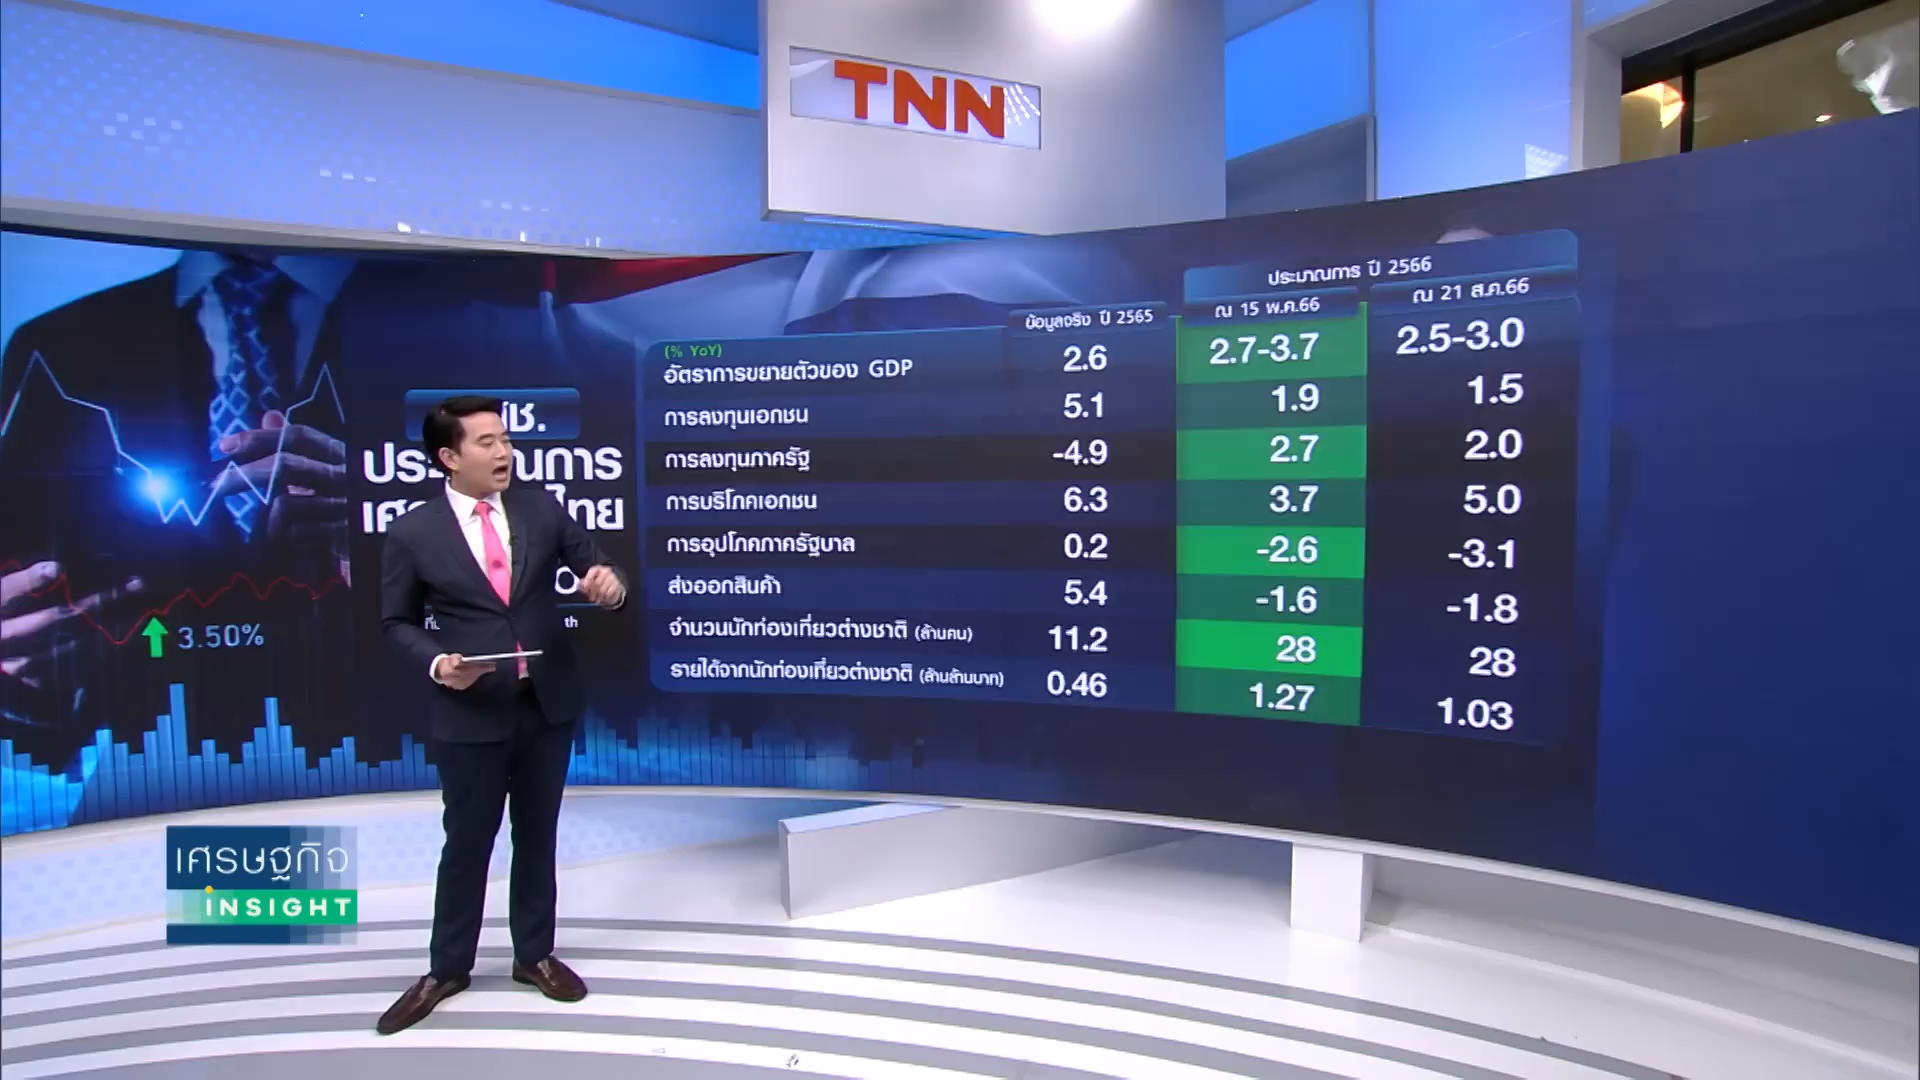 TNN
ประมาณการ ปี 2566
ข้อมูลจริง ปี 2565 ณ 15 พ.ค.66 ณ 21 ส.ค.66
(% YoY)
อัตราการขยายตัวของ GDP 2.6 2.7-3.7 2.5-3.0
การลงทุนเอกชน 5.1 1.9 1.5
การลงทุนภาครัฐ -4.9 2.7 2.0
การบริโภคเอกชน 6.3 3.7 5.0
การอุปโภคภาครัฐบาล 0.2 -2.6 -3.1
ส่งออกสินค้า 5.4 -1.6 -1.8
จำนวนนักท่องเที่ยวต่างชาติ (ล้านคน) 11.2 28 28
รายได้จากนักท่องเที่ยวต่างชาติ (ล้านล้านบาท) 0.46 1.27 1.03
3.50%
th
เศรษฐกิจ
INSIGHT